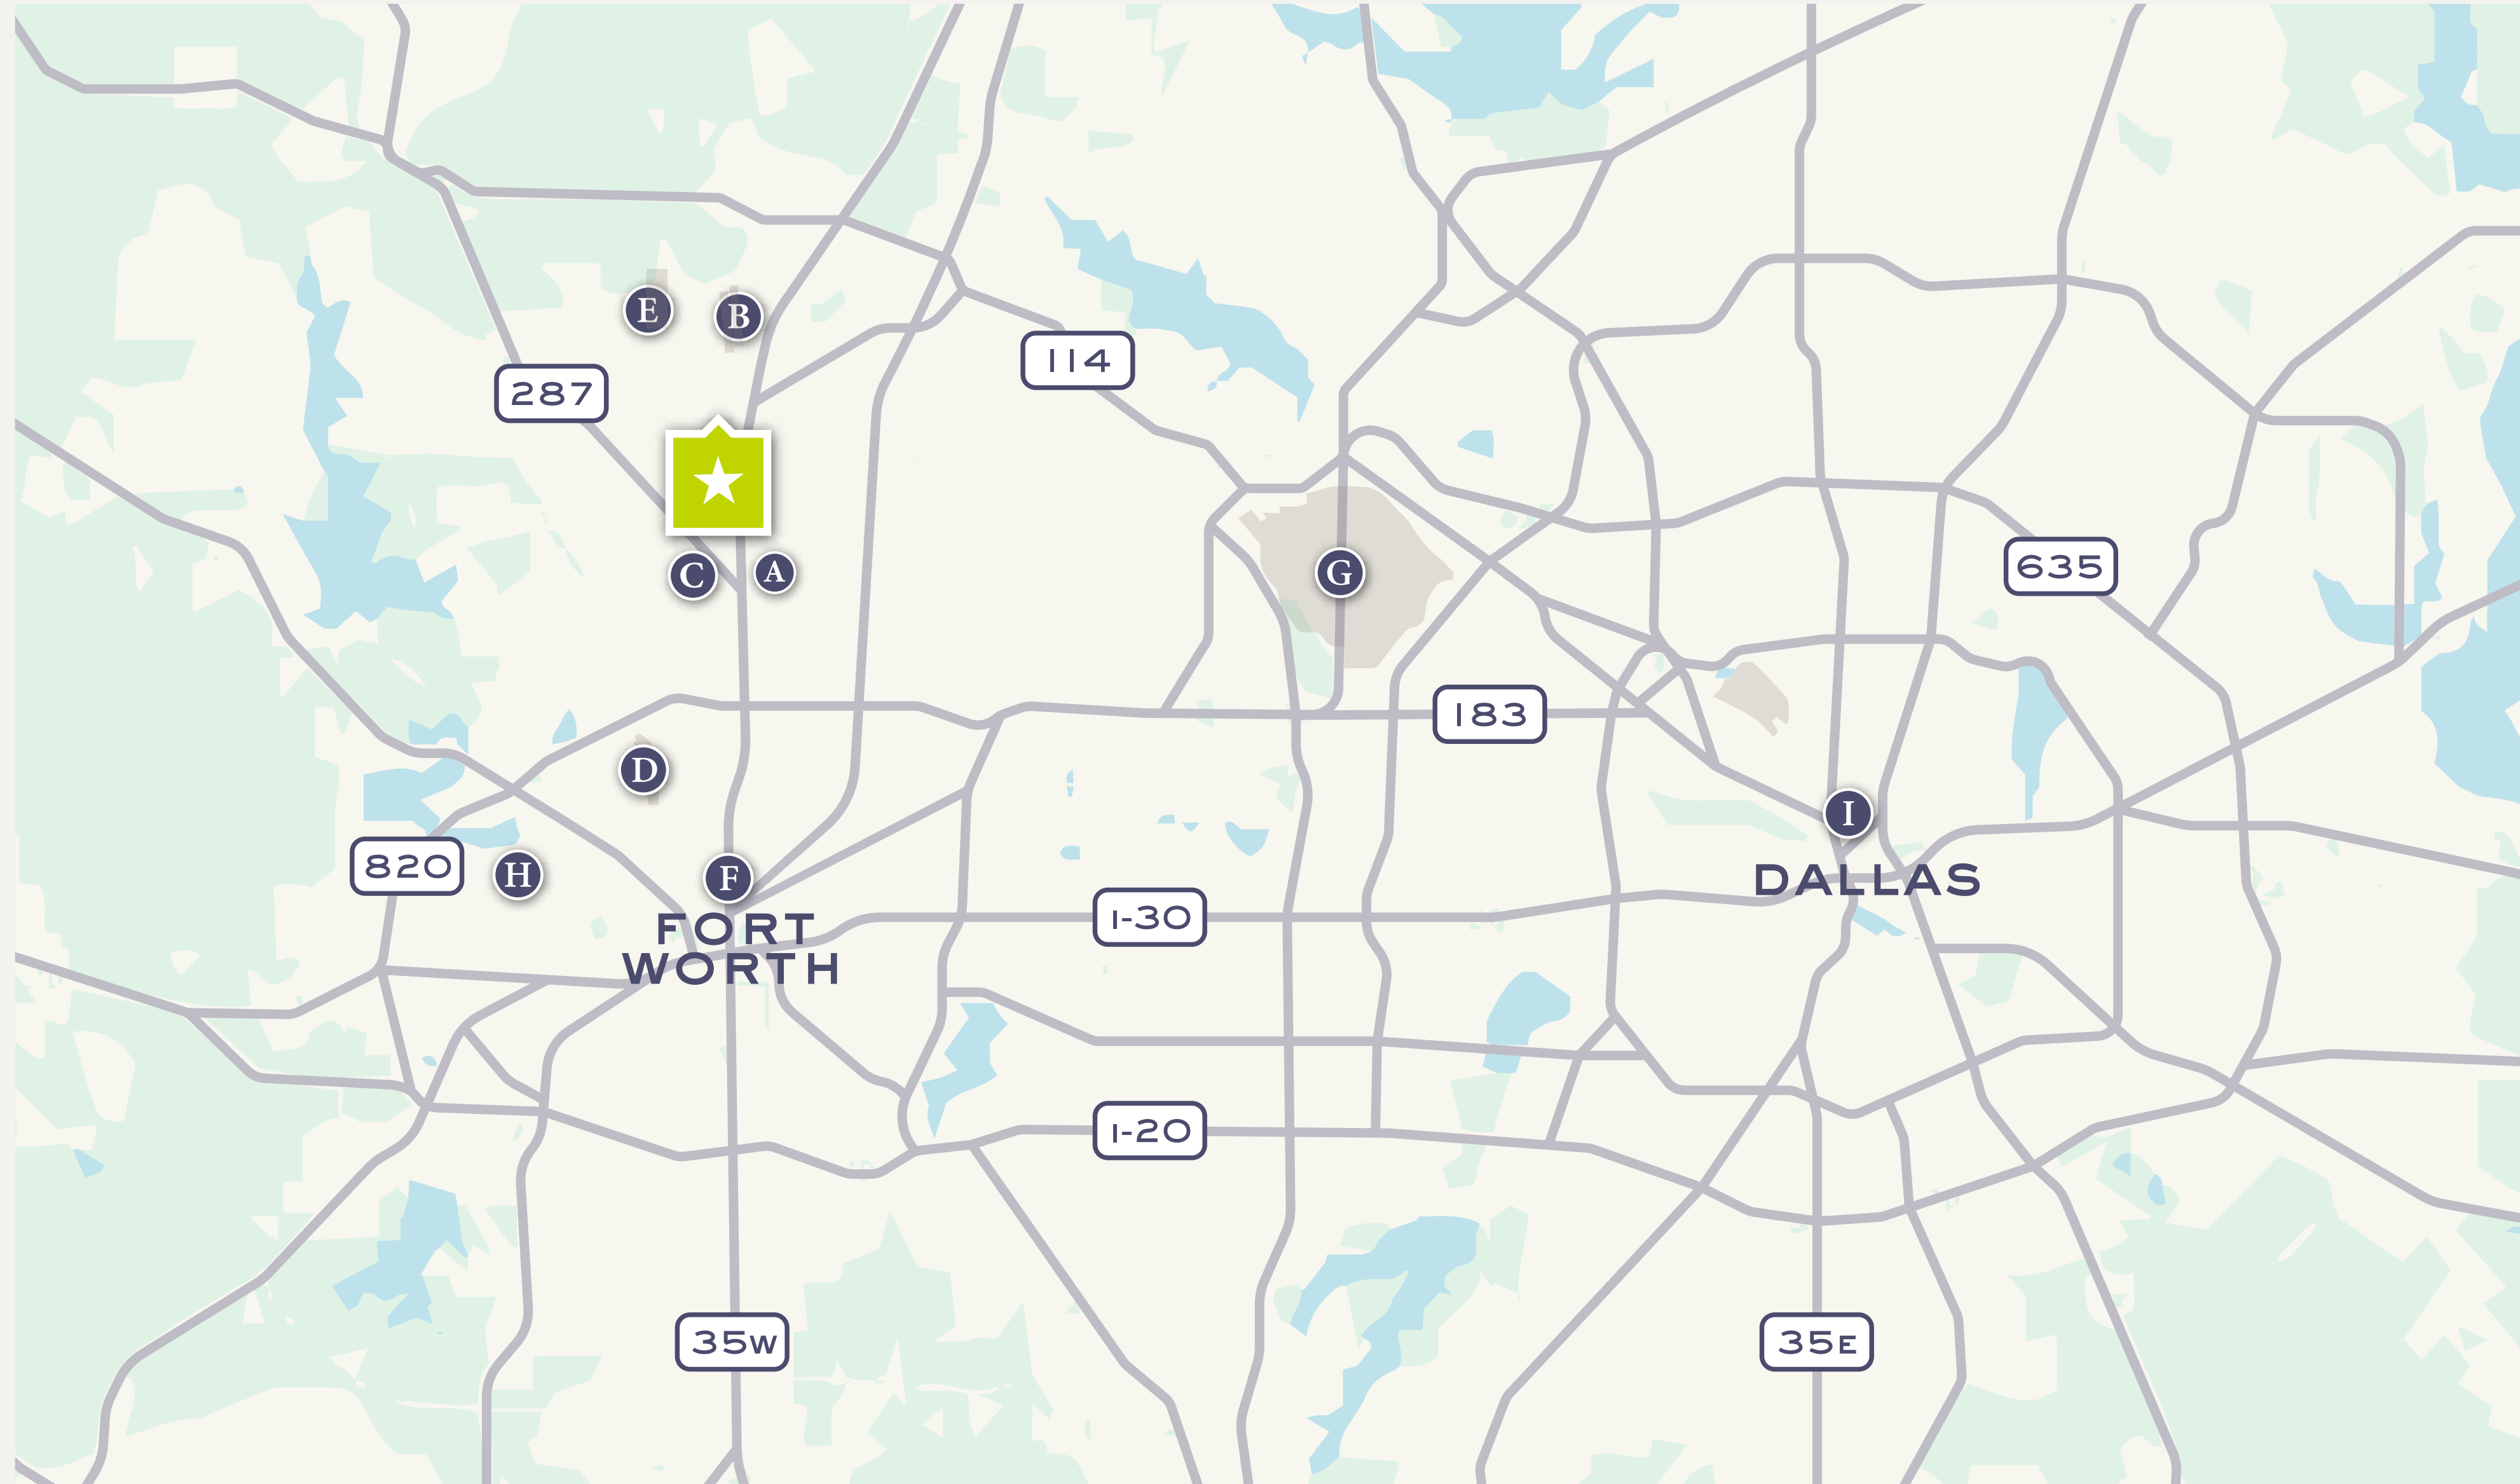 E
B
114
287
C
A
G
635
183
D
I
820
H
F
DALLAS
I-30
FORT
WORTH
I-20
35W
35E